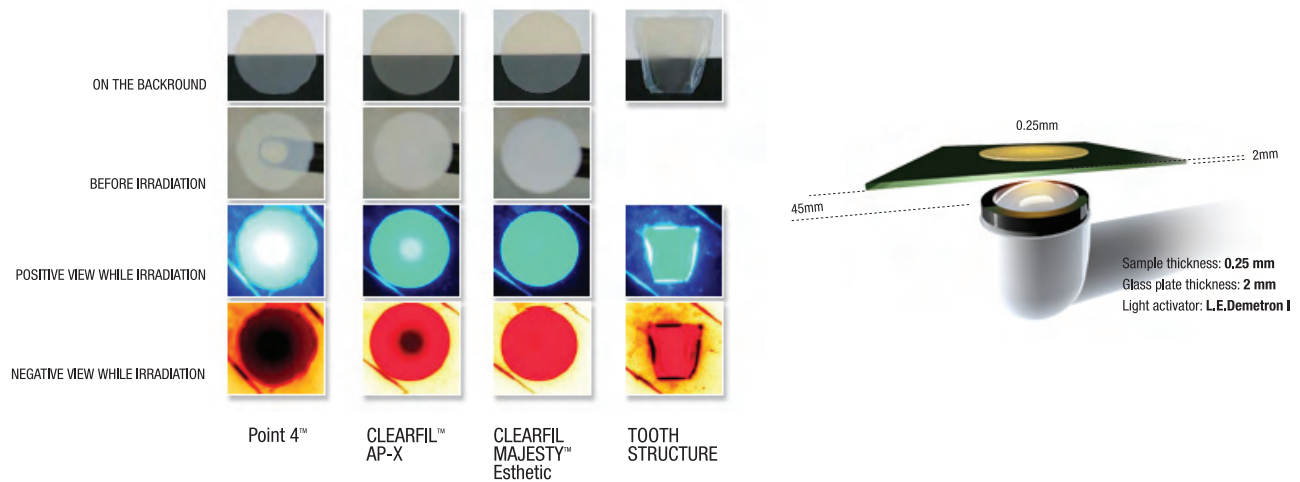 ON THE BACKROUND
BEFORE IRRADIATION
POSITIVE VIEW WHILE IRRADIATION
NEGATIVE VIEW WHILE IRRADIATION
Point 4™
CLEARFIL™
AP-X
CLEARFIL
MAJESTY™
Esthetic
TOOTH
STRUCTURE
0.25mm
2mm
45mm
Sample thickness: 0,25 mm
Glass plate thickness: 2 mm
Light activator: L.E.Demetron I